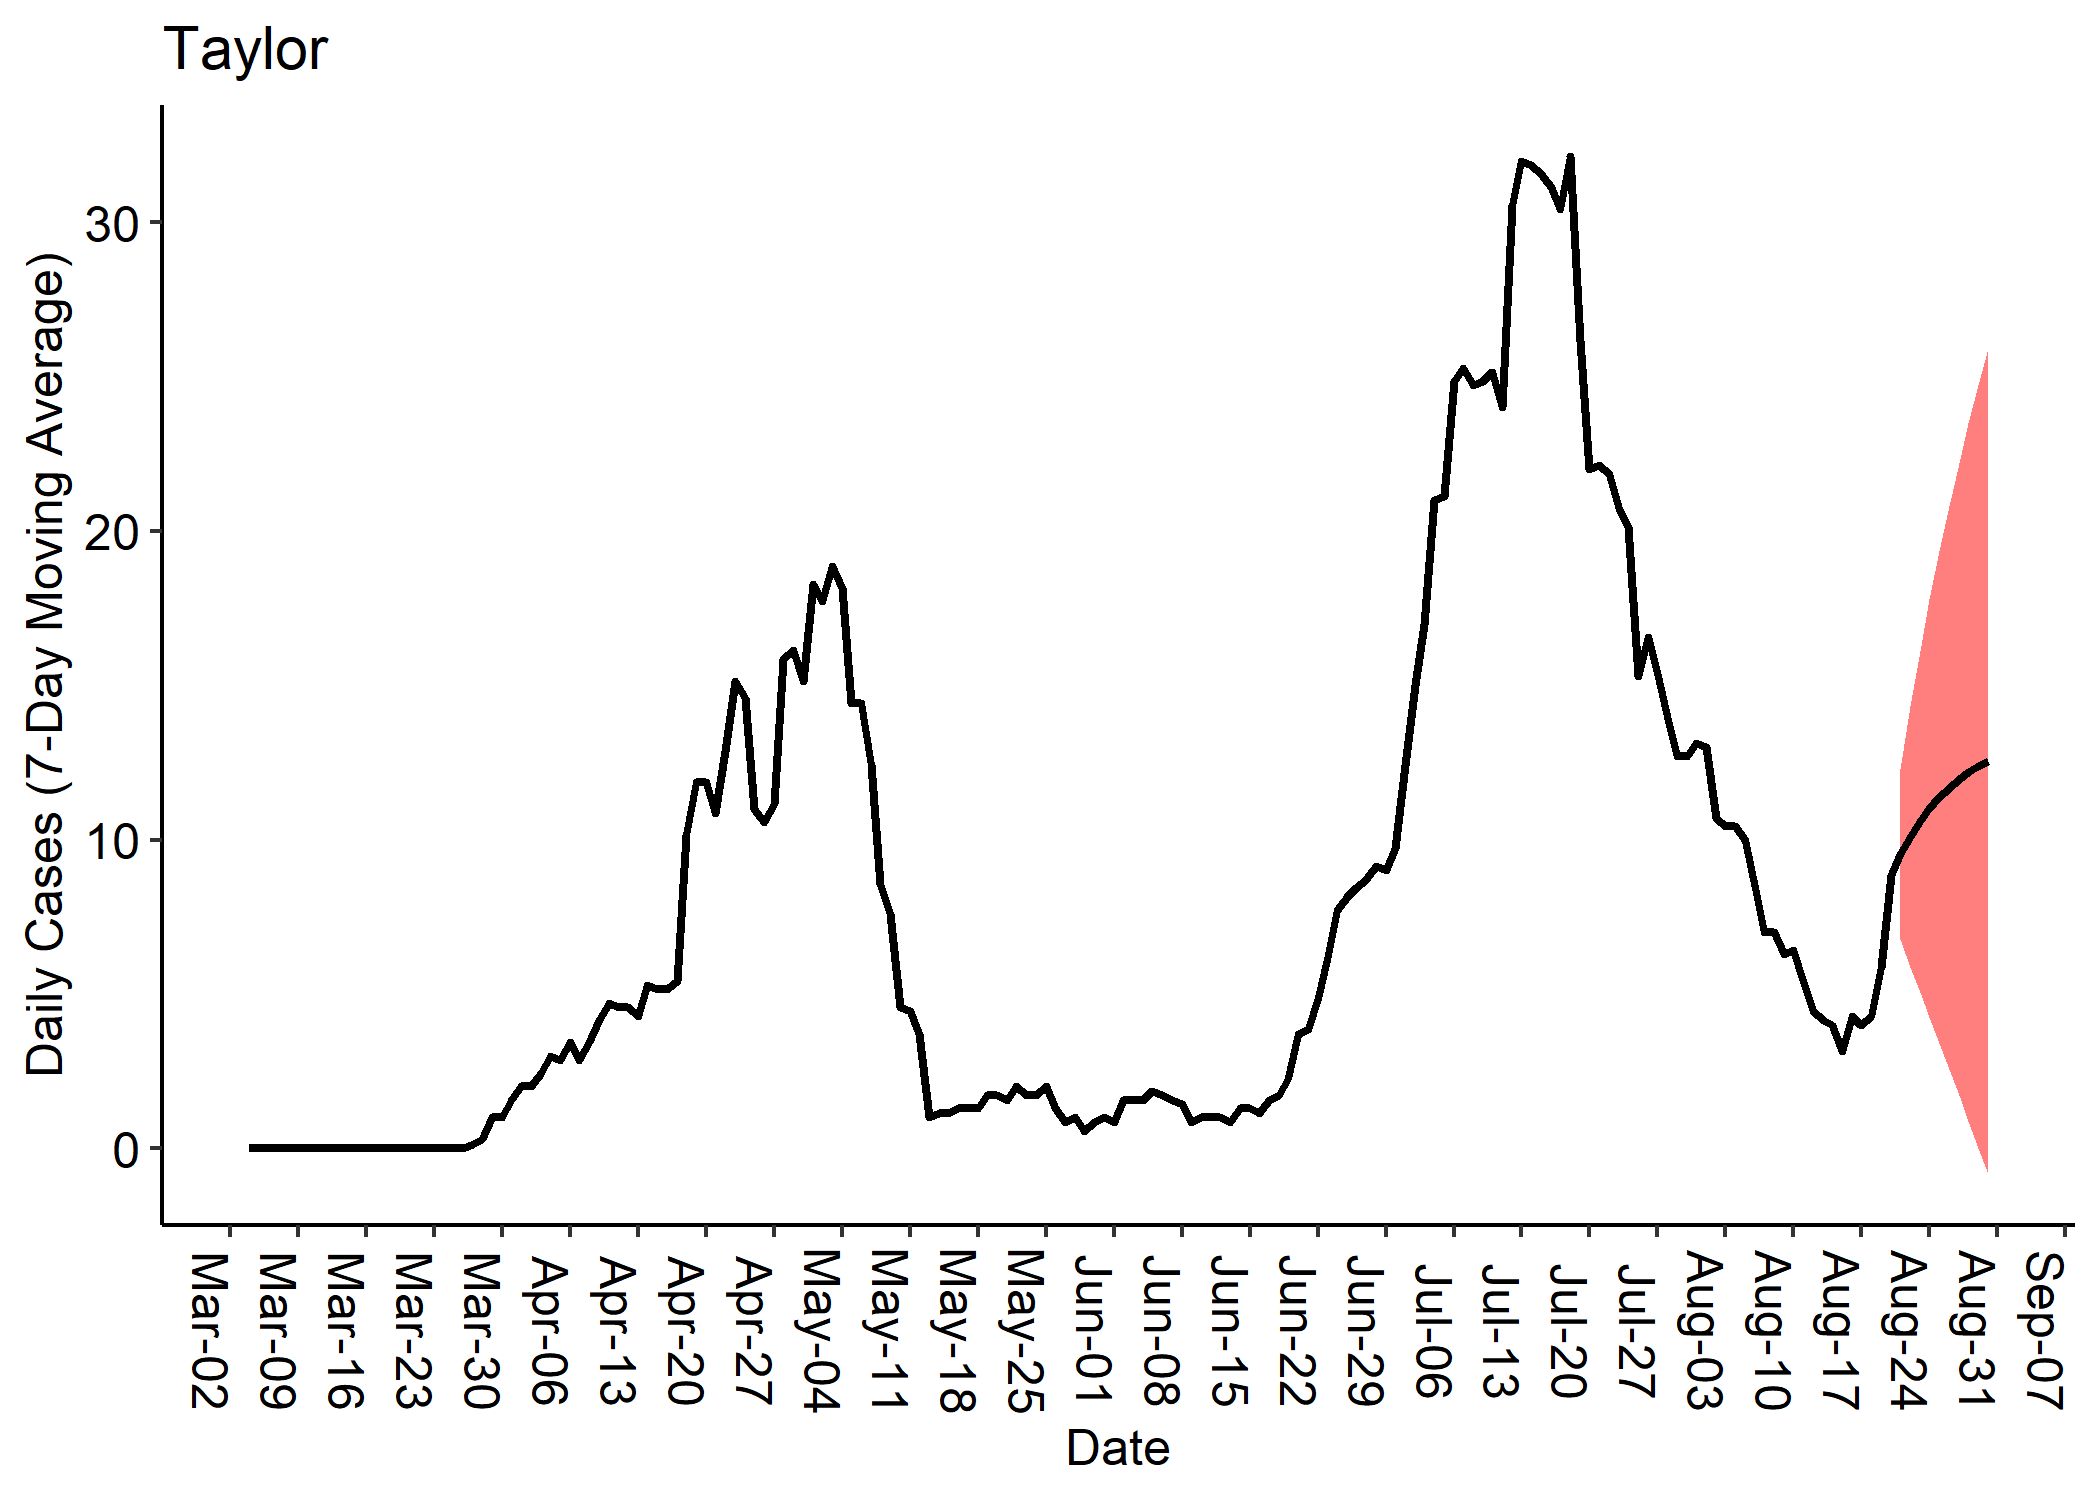 Taylor
Daily Cases (7-Day Moving Average)
30
20
10
0
Mar-02
Mar-09
Mar-16
Mar-23
Mar-30
Apr-06
Apr-13
Apr-20
Apr-27
May-04
May-11
May-18
May-25
Jun-01
Jun-08
Jun-15
Jun-22
Jun-29
Jul-06
Jul-13
Jul-20
Jul-27
Aug-03
Aug-10
Aug-17
Aug-24
Aug-31
Sep-07
Date